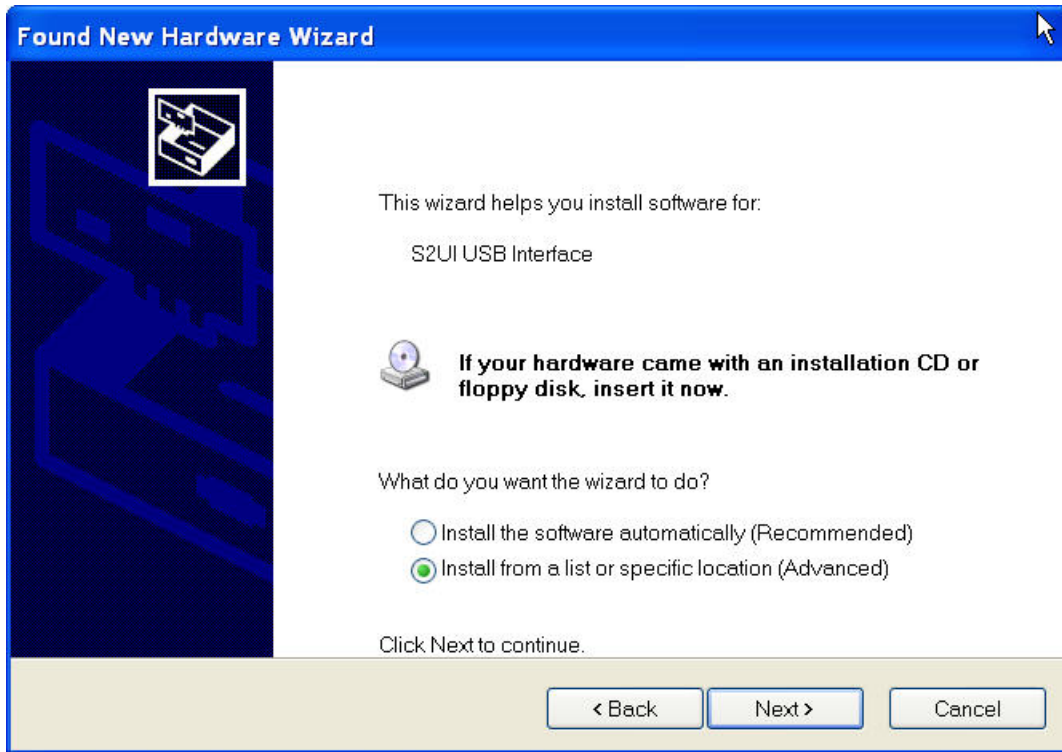 Found New Hardware Wizard
This wizard helps you install software for:
S2UI USB Interface
If your hardware came with an installation CD or
floppy disk, insert it now.
What do you want the wizard to do?
Install the software automatically (Recommended)
Install from a list or specific location (Advanced)
Click Next to continue.
< Back Next > Cancel